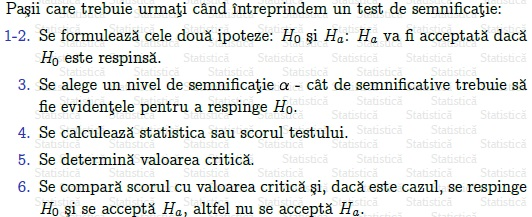 Paşii care trebuie urmaţi când întreprindem un test de semnificaţie:
1-2. Se formulează cele două ipoteze: H₀ şi Hₐ: Hₐ va fi acceptată dacă
H₀ este respinsă.
3. Se alege un nivel de semnificaţie α - cât de semnificative trebuie să
fie evidenţele pentru a respinge H₀.
4. Se calculează statistica sau scorul testului.
5. Se determină valoarea critică.
6. Se compară scorul cu valoarea critică şi, dacă este cazul, se respinge
H₀ şi se acceptă Hₐ, altfel nu se acceptă Hₐ.